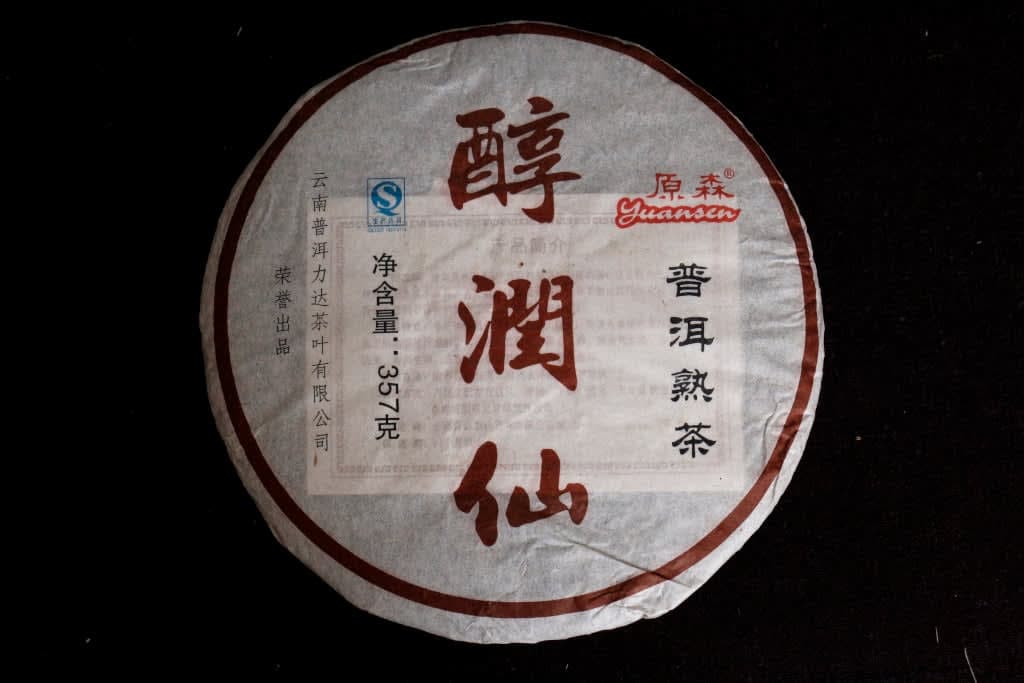 醇潤仙
原森®
Yuansen
普洱熟茶
净含量:357克
云南普洱力达茶叶有限公司
荣誉出品